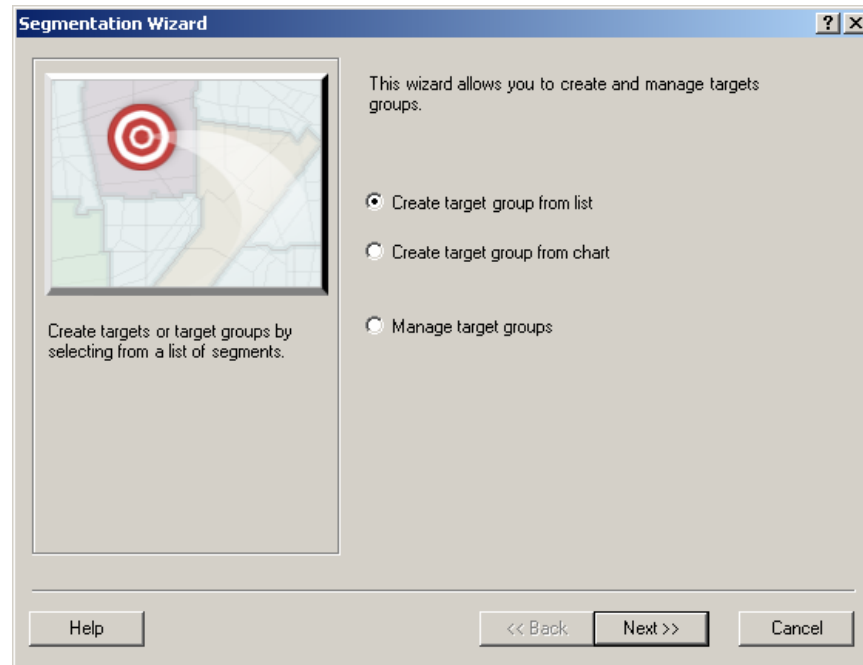 Segmentation Wizard
This wizard allows you to create and manage targets
groups.
Create target group from list
Create target group from chart
Manage target groups
Create targets or target groups by
selecting from a list of segments.
Help
<< Back
Next >>
Cancel